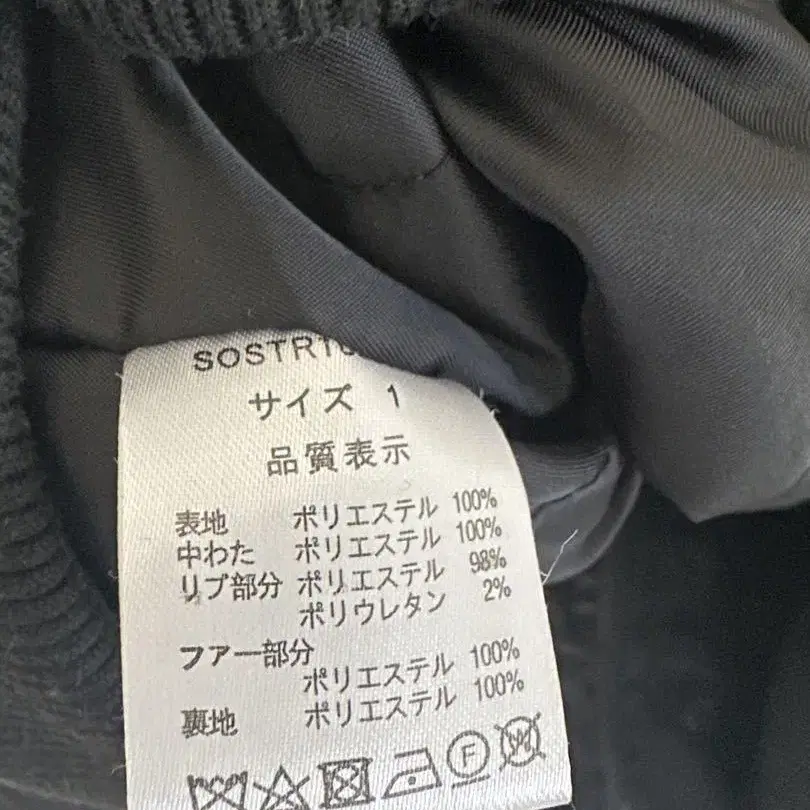 サイズ 1
品質表示
表地 ポリエステル 100%
中わた ポリエステル 100%
リブ部分 ポリエステル 98%
ポリウレタン 2%
ファー部分
ポリエステル 100%
裏地 ポリエステル 100%
F